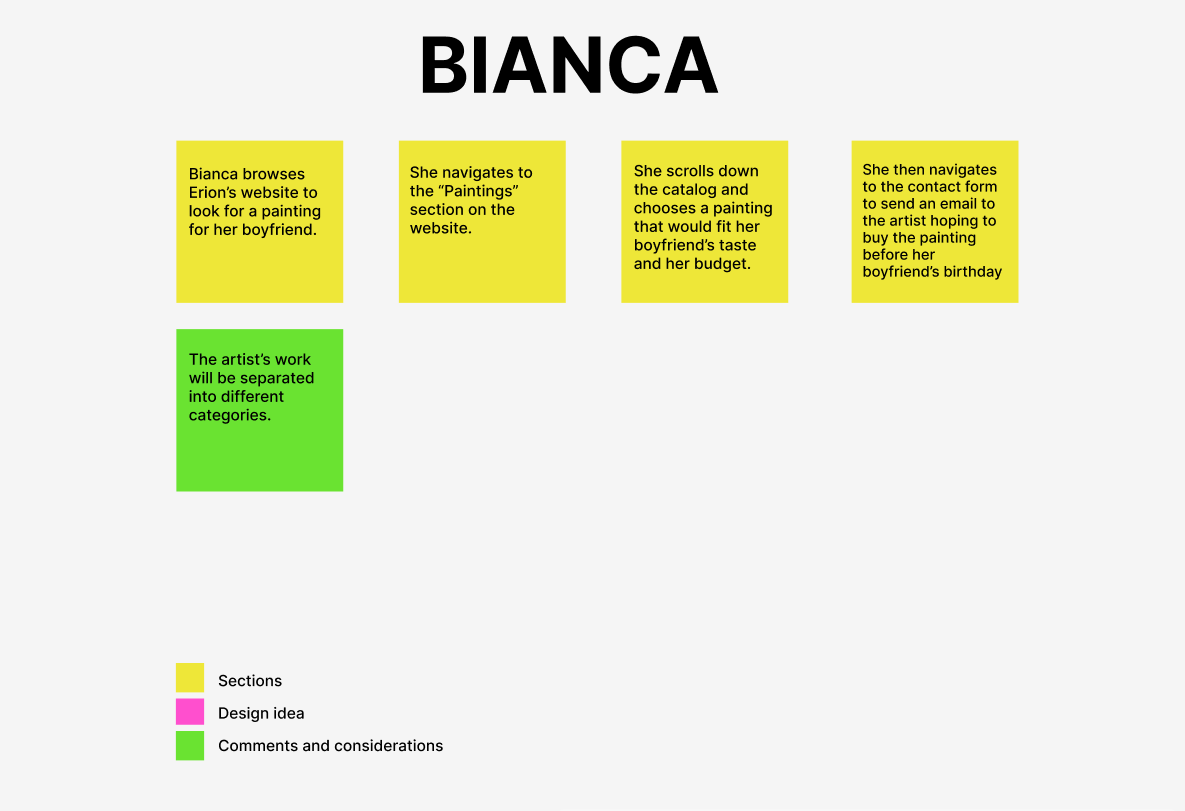 BIANCA
Bianca browses
Erion’s website to
look for a painting
for her boyfriend.
She navigates to
the “Paintings”
section on the
website.
She scrolls down
the catalog and
chooses a painting
that would fit her
boyfriend’s taste
and her budget.
She then navigates
to the contact form
to send an email to
the artist hoping to
buy the painting
before her
boyfriend’s birthday
The artist’s work
will be separated
into different
categories.
Sections
Design idea
Comments and considerations